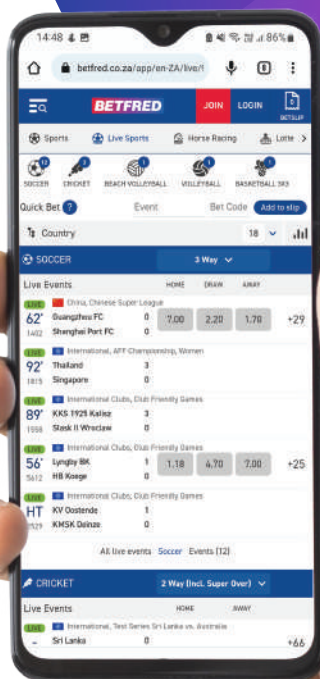 14:48
86%
betfred.co.za/app/en-ZA/live/
8
BETFRED JOIN LOGIN 0
BETSLIP
Sports Live Sports Horse Racing Lotte
SOCCER CRICKET BEACH VOLLEYBALL VOLLEYBALL BASKETBALL 3X3
Quick Bet ? Event Bet Code Add to slip
Country 18
SOCCER 3 Way
Live Events HOME DRAW AWAY
LIVE China, Chinese Super League
62' Guangzhou FC 0 7.00 2.20 1.70 +29
1402 Shanghai Port FC 0
LIVE International, AFF Championship, Women
92' Thailand 3
1815 Singapore 0
LIVE International Clubs, Club Friendly Games
89' KKS 1925 Kalisz 3
1558 Slask II Wroclaw 0
LIVE International Clubs, Club Friendly Games
56' Lyngby BK 1 1.18 4.70 7.00 +25
5612 HB Koege 0
LIVE International Clubs, Club Friendly Games
HT KV Oostende 1
KMSK Deinze 0
All live events Soccer Events (12)
CRICKET 2 Way (Incl. Super Over)
Live Events HOME AWAY
LIVE International, Test Series Sri Lanka vs. Australia
- Sri Lanka 0 +66